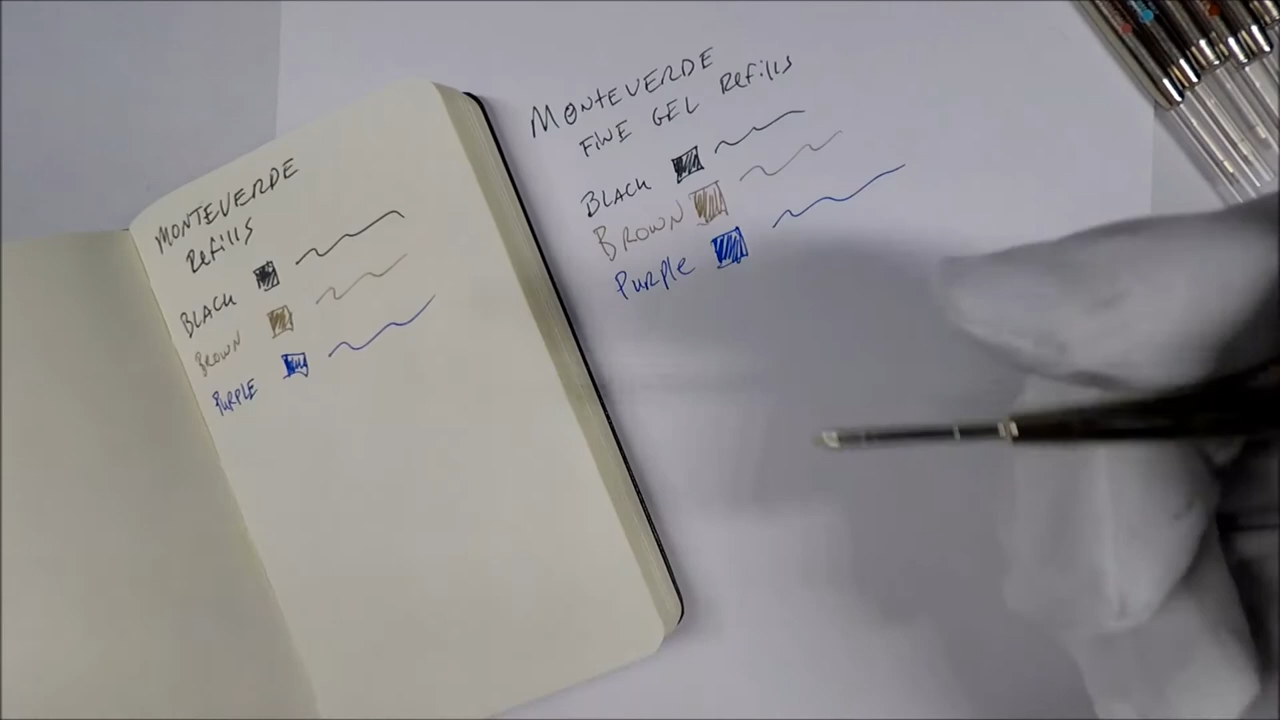 MONTEVERDE
Refills
BLACK
BROWN
PURPLE
MONTEVERDE
FINE GEL Refills
BLACK
BROWN
Purple